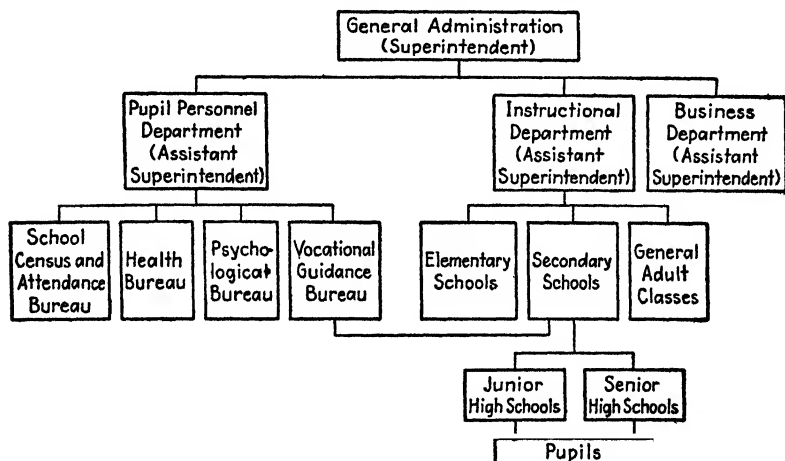 General Administration
(Superintendent)
Pupil Personnel
Department
(Assistant
Superintendent)
Instructional
Department
(Assistant
Superintendent)
Business
Department
(Assistant
Superintendent)
School
Census and
Attendance
Bureau
Health
Bureau
Psycho-
logical
Bureau
Vocational
Guidance
Bureau
Elementary
Schools
Secondary
Schools
General
Adult
Classes
Junior
High Schools
Senior
High Schools
Pupils